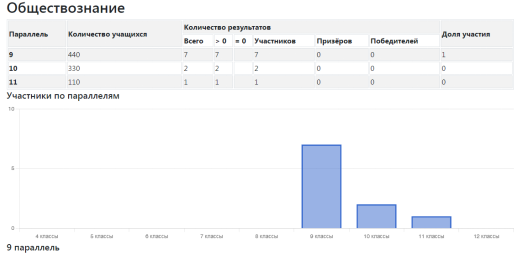 Обществознание
Параллель Количество учащихся Количество результатов Доля участия
Всего > 0 = 0 Участников Призёров Победителей
9 440 7 7 7 0 0 1
10 330 2 2 2 0 0 0
11 110 1 1 1 0 0 0
Участники по параллелям
10
5
0
4 классы 5 классы 6 классы 7 классы 8 классы 9 классы 10 классы 11 классы 12 классы
9 параллель